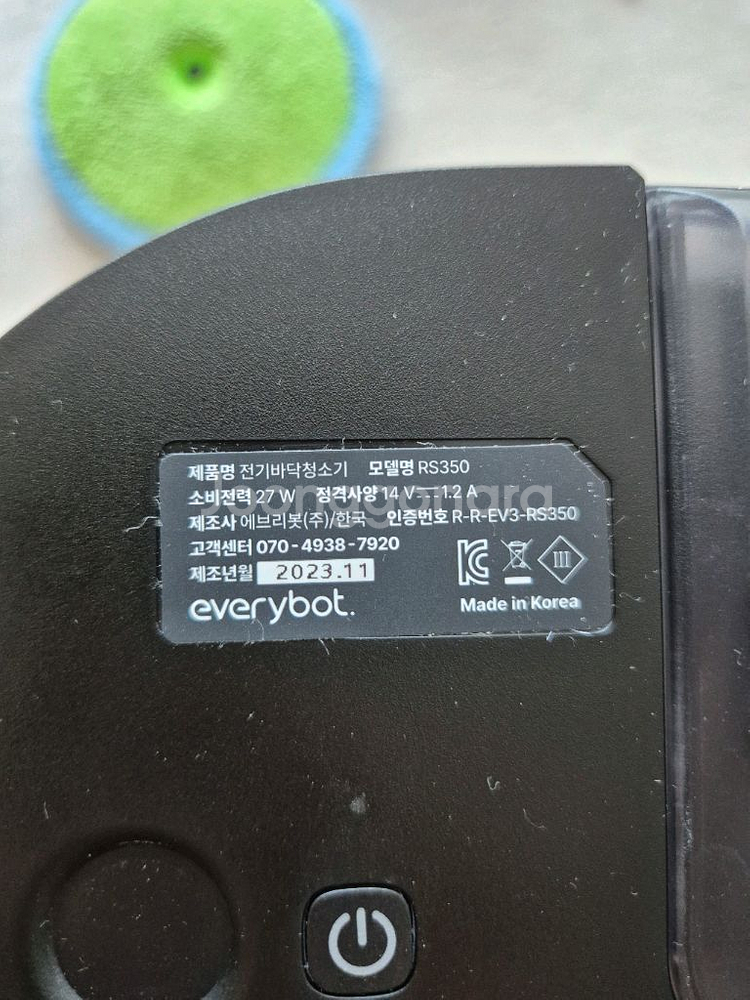 제품명 전기바닥청소기 모델명 RS350
소비전력 27 W 정격사양 14 V ⎓ 1.2 A
Joonggonara
제조사 에브리봇(주)/한국 인증번호 R-R-EV3-RS350
고객센터 070-4938-7920
제조년월 2023.11
III
everybot.
Made in Korea